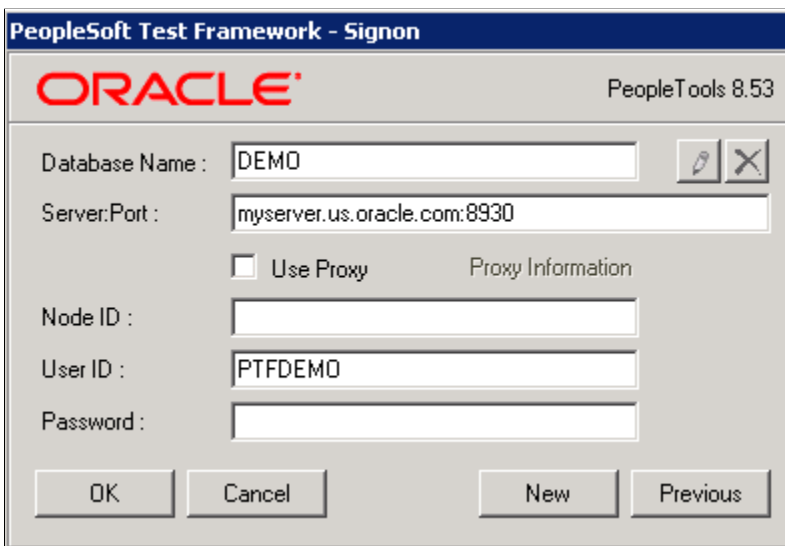 PeopleSoft Test Framework - Signon
ORACLE PeopleTools 8.53
Database Name : DEMO
Server:Port : myserver.us.oracle.com:8930
Use Proxy Proxy Information
Node ID :
User ID : PTFDEMO
Password :
OK Cancel New Previous